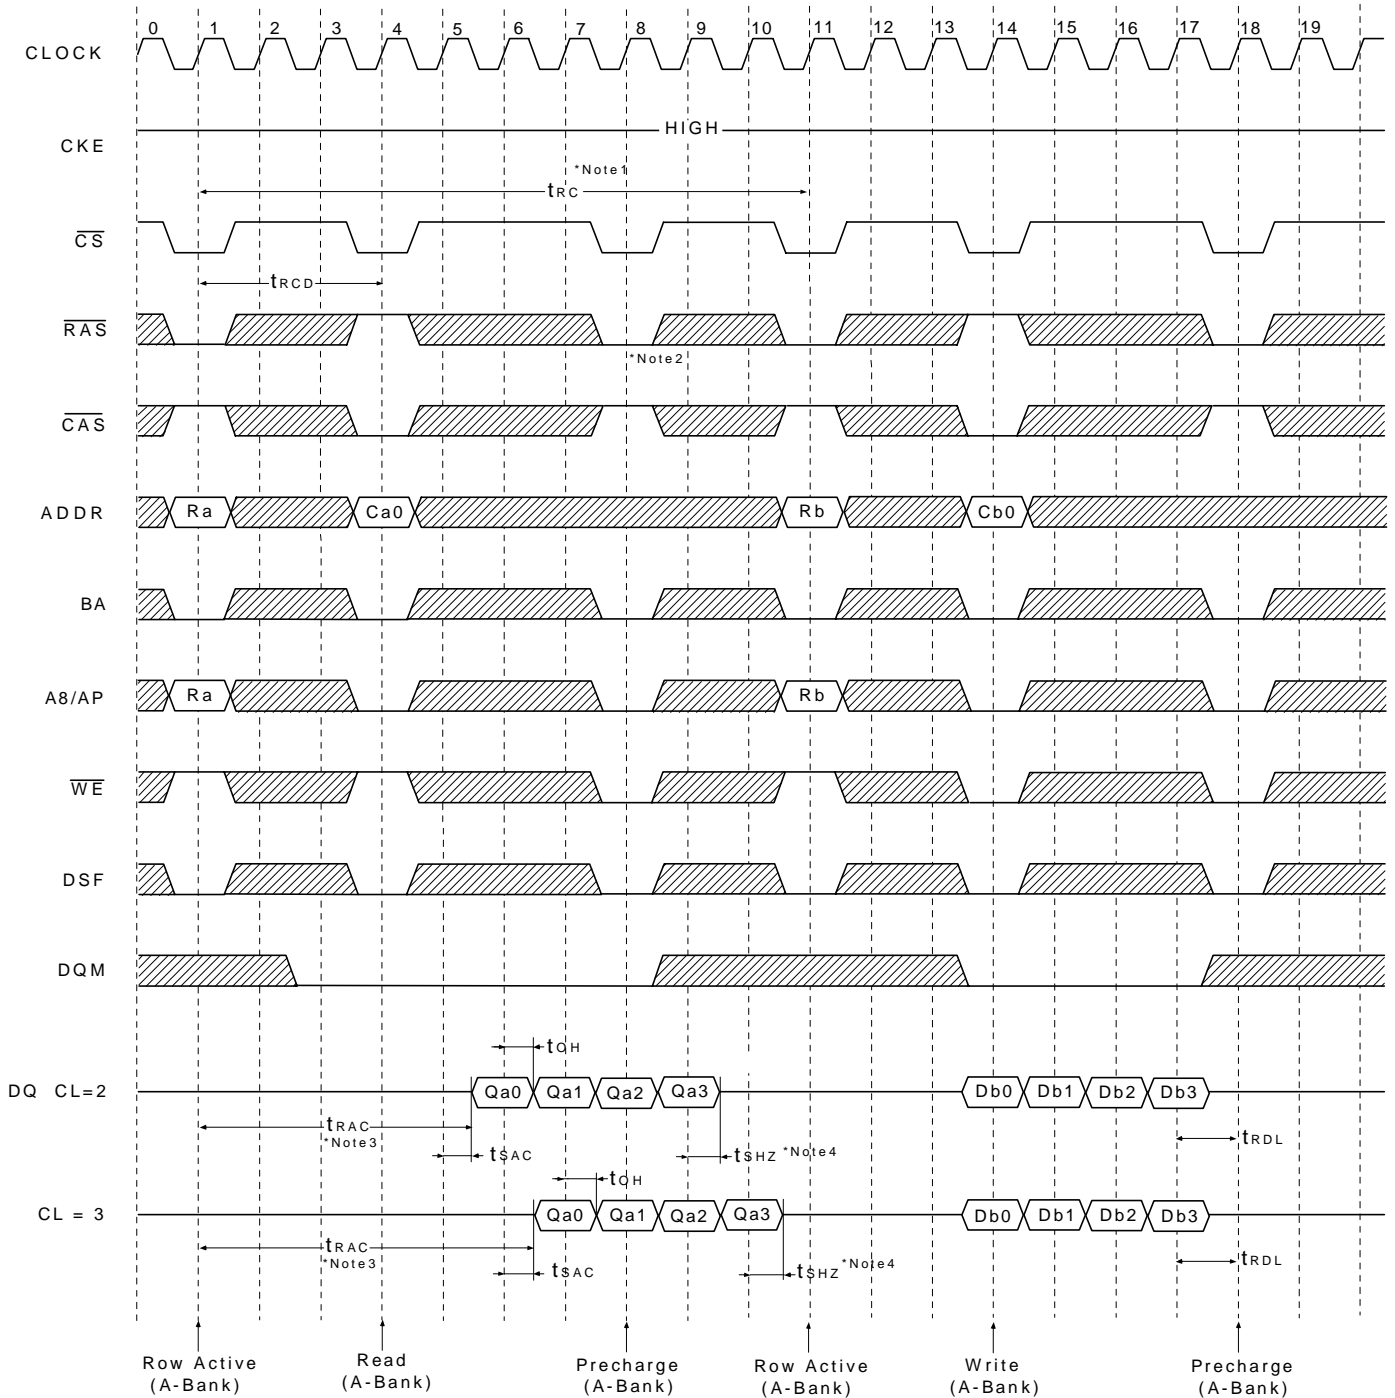 0 1 2 3 4 5 6 7 8 9 10 11 12 13 14 15 16 17 18 19
CLOCK
HIGH
CKE
*Note1
tRC
CS
tRCD
RAS
*Note2
CAS
ADDR Ra Ca0 Rb Cb0
BA
A8/AP Ra Rb
WE
DSF
DQM
tOH
DQ CL=2 Qa0 Qa1 Qa2 Qa3 Db0 Db1 Db2 Db3
tRAC
*Note3
tSAC
tSHZ *Note4
tRDL
tOH
CL = 3 Qa0 Qa1 Qa2 Qa3 Db0 Db1 Db2 Db3
tRAC
*Note3
tSAC
tSHZ *Note4
tRDL
Row Active
(A-Bank)
Read
(A-Bank)
Precharge
(A-Bank)
Row Active
(A-Bank)
Write
(A-Bank)
Precharge
(A-Bank)